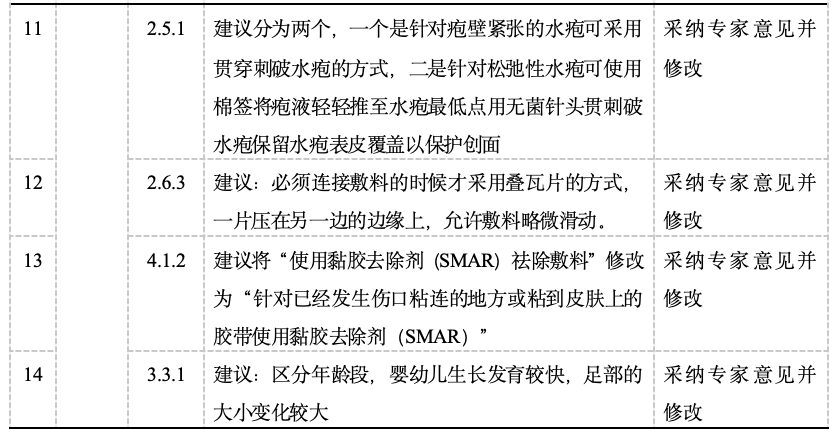 11 2.5.1 建议分为两个，一个是针对疱壁紧张的水疱可采用 采纳专家意见并
贯穿刺破水疱的方式，二是针对松弛性水疱可使用 修改
棉签将疱液轻轻推至水疱最低点用无菌针头贯刺破
水疱保留水疱表皮覆盖以保护创面
12 2.6.3 建议：必须连接敷料的时候才采用叠瓦片的方式， 采纳专家意见并
一片压在另一边的边缘上，允许敷料略微滑动。 修改
13 4.1.2 建议将“使用黏胶去除剂（SMAR）祛除敷料”修改 采纳专家意见并
为“针对已经发生伤口粘连的地方或粘到皮肤上的 修改
胶带使用黏胶去除剂（SMAR）”
14 3.3.1 建议：区分年龄段，婴幼儿生长发育较快，足部的 采纳专家意见并
大小变化较大 修改